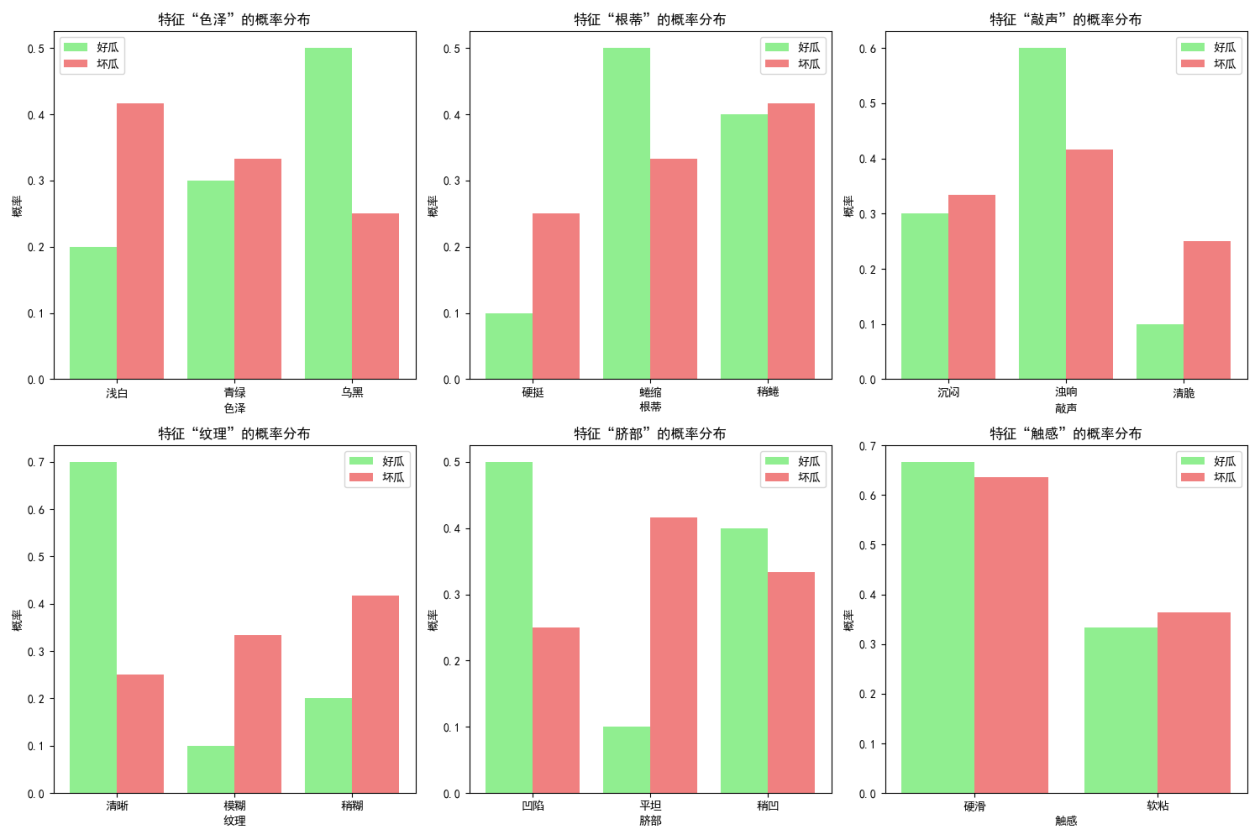 特征“色泽”的概率分布
好瓜
坏瓜
概率
0.5
0.4
0.3
0.2
0.1
0.0
浅白
青绿
乌黑
色泽
特征“根蒂”的概率分布
好瓜
坏瓜
概率
0.5
0.4
0.3
0.2
0.1
0.0
硬挺
蜷缩
稍蜷
根蒂
特征“敲声”的概率分布
好瓜
坏瓜
概率
0.6
0.5
0.4
0.3
0.2
0.1
0.0
沉闷
浊响
清脆
敲声
特征“纹理”的概率分布
好瓜
坏瓜
概率
0.7
0.6
0.5
0.4
0.3
0.2
0.1
0.0
清晰
模糊
稍糊
纹理
特征“脐部”的概率分布
好瓜
坏瓜
概率
0.5
0.4
0.3
0.2
0.1
0.0
凹陷
平坦
稍凹
脐部
特征“触感”的概率分布
好瓜
坏瓜
概率
0.7
0.6
0.5
0.4
0.3
0.2
0.1
0.0
硬滑
软粘
触感